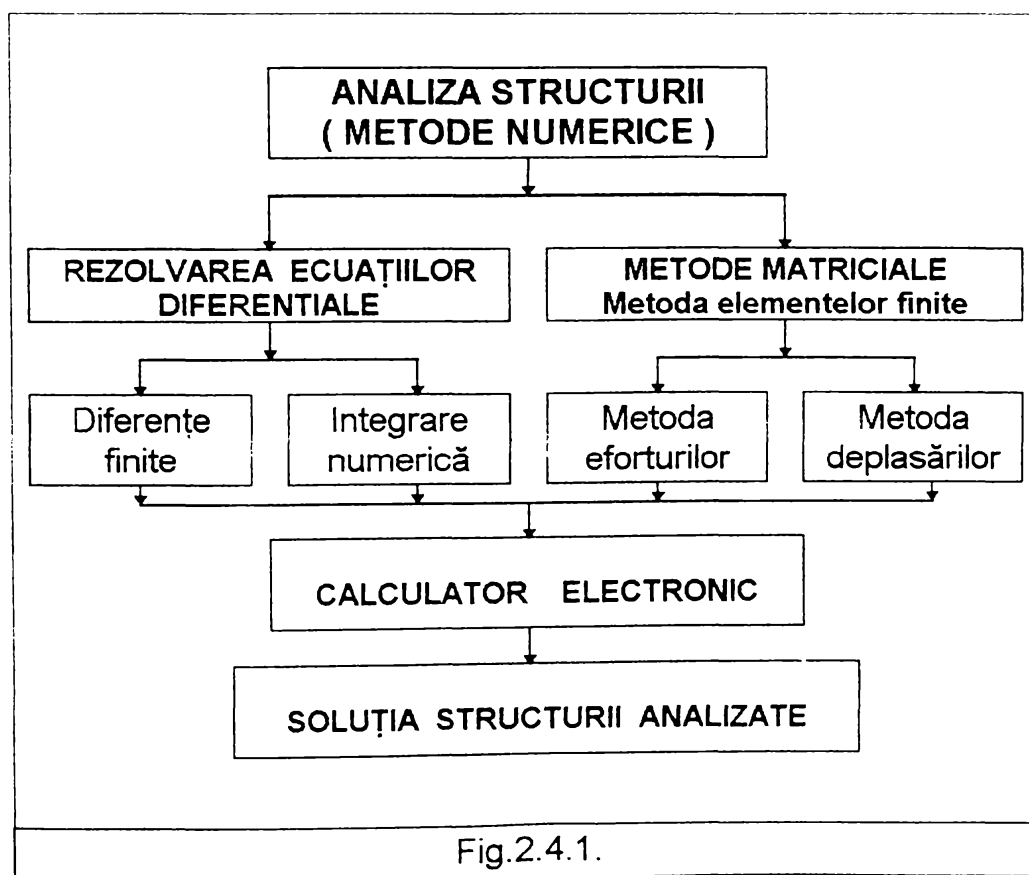 ANALIZA STRUCTURII
( METODE NUMERICE )
REZOLVAREA ECUAȚIILOR
DIFERENTIALE
METODE MATRICIALE
Metoda elementelor finite
Diferențe
finite
Integrare
numerică
Metoda
eforturilor
Metoda
deplasărilor
CALCULATOR ELECTRONIC
SOLUȚIA STRUCTURII ANALIZATE
Fig.2.4.1.